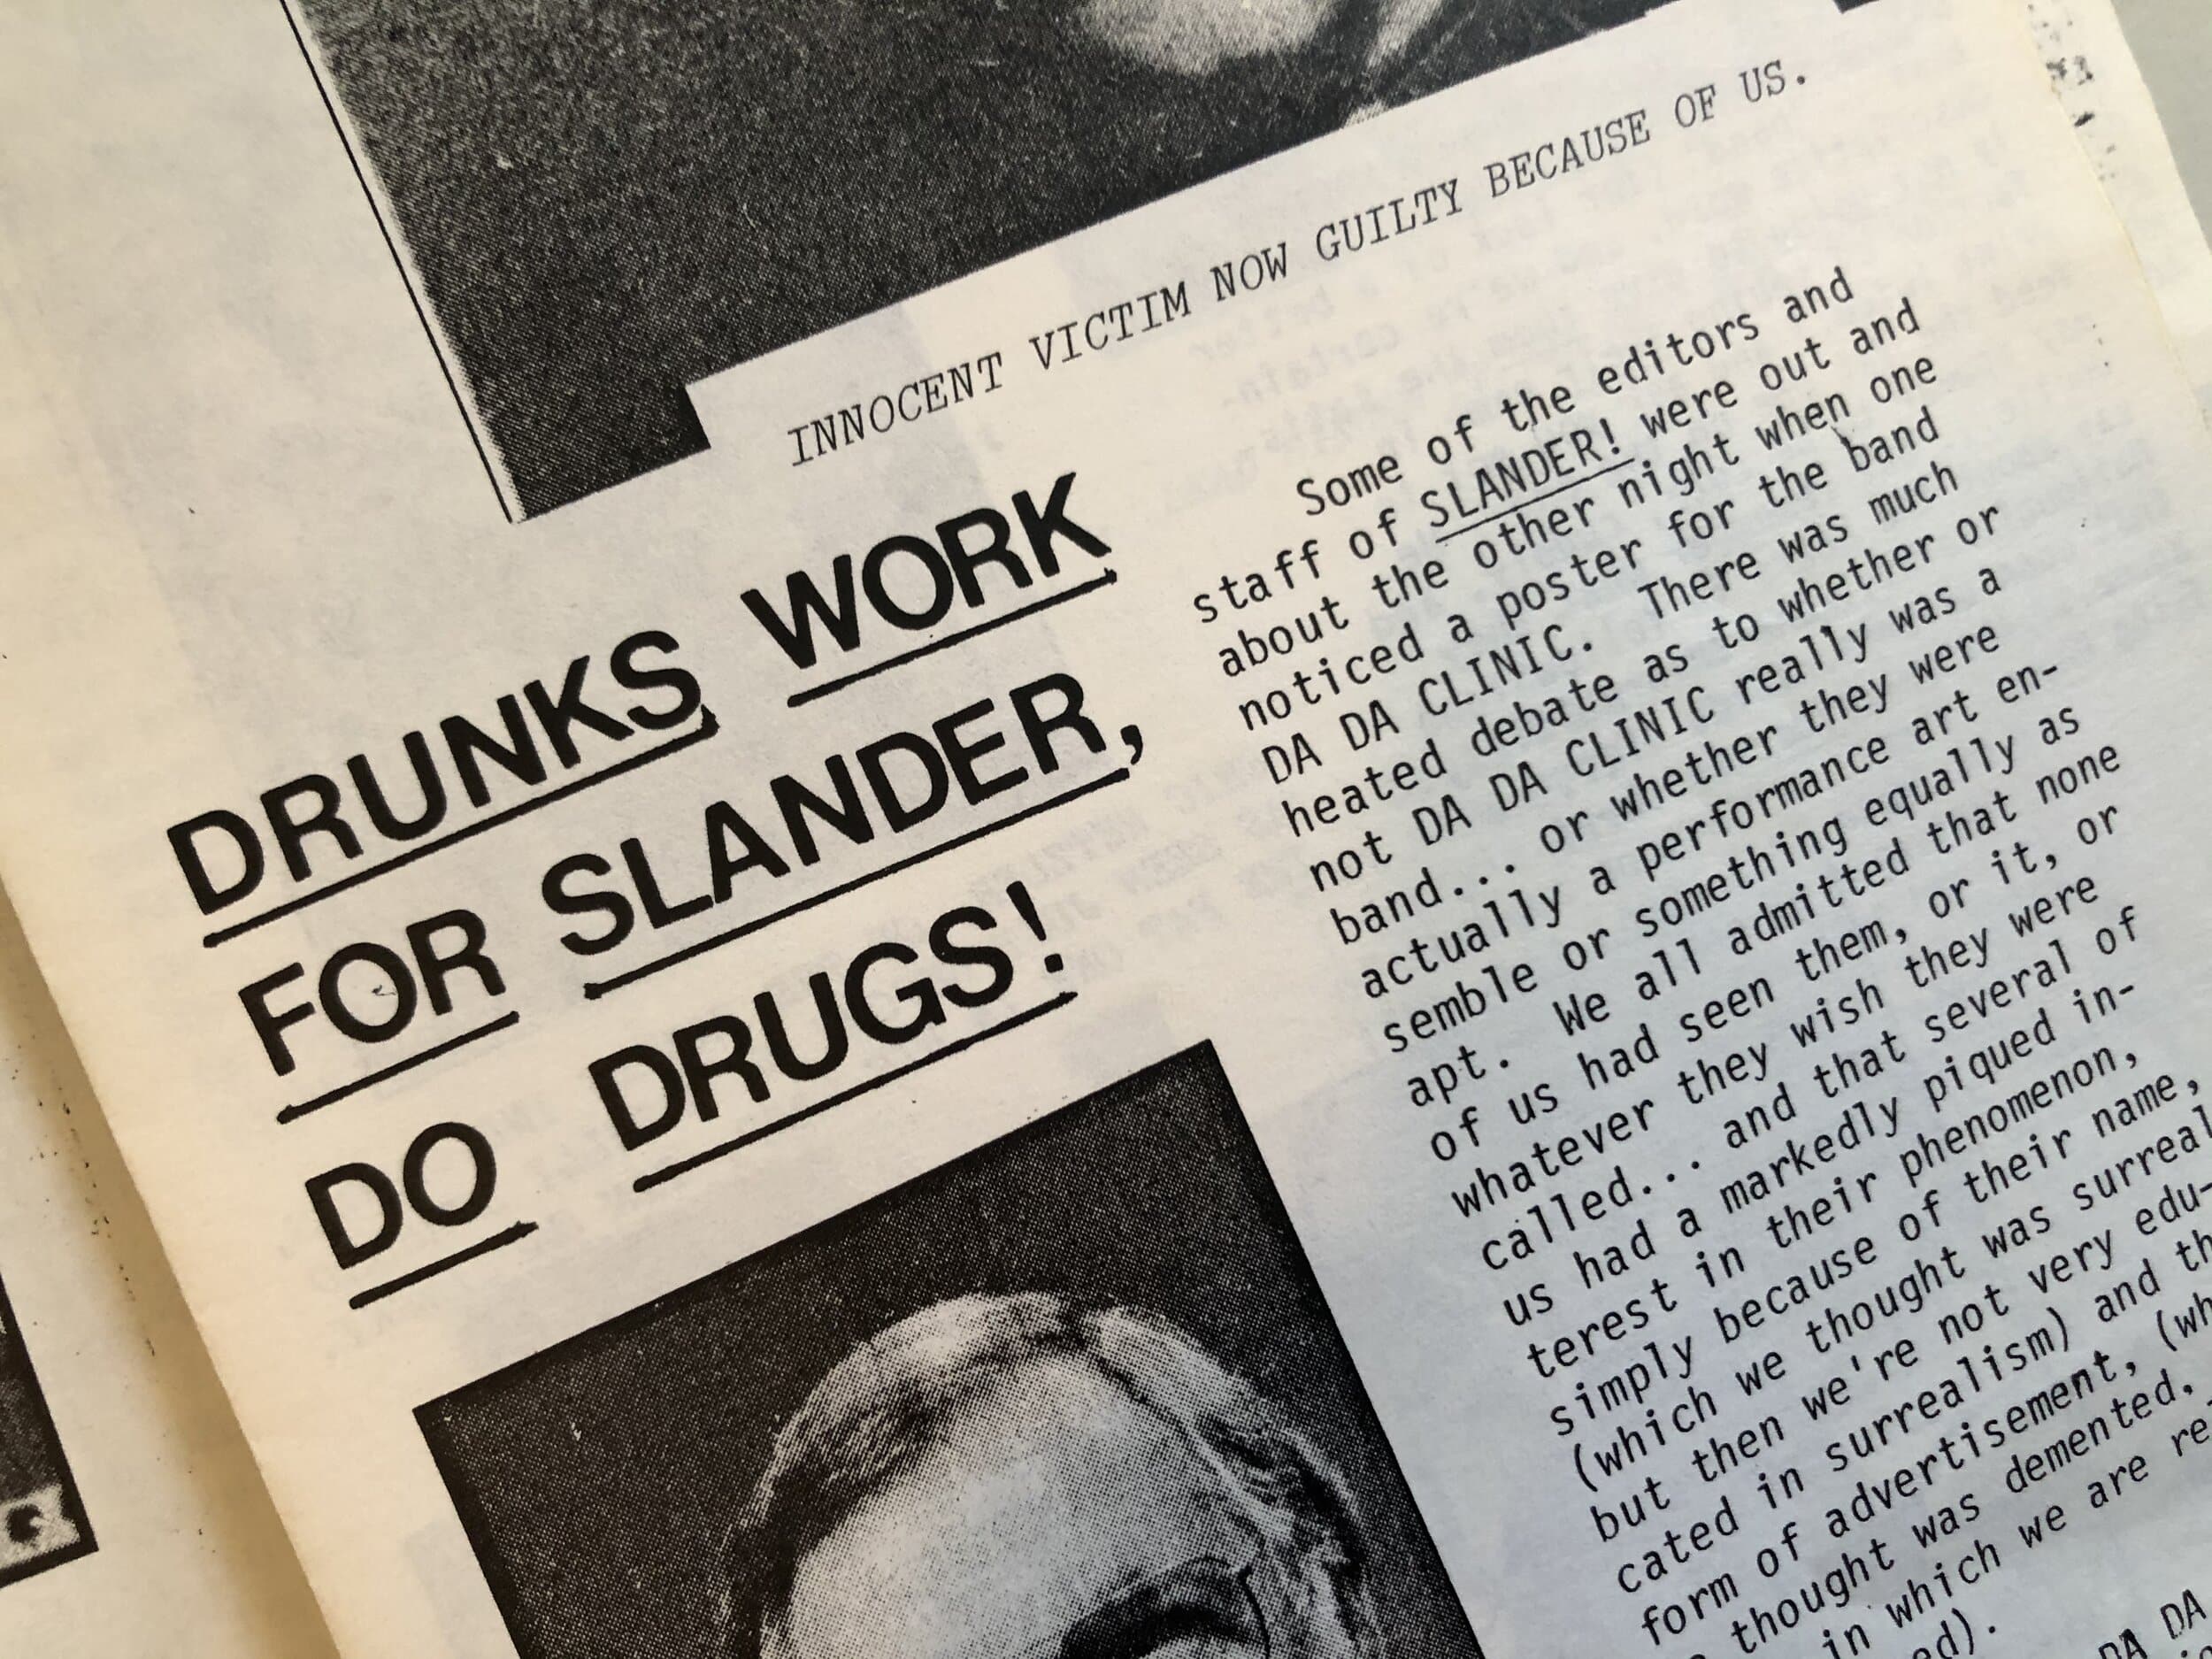 INNOCENT VICTIM NOW GUILTY BECAUSE OF US.
DRUNKS WORK
FOR SLANDER,
DO DRUGS!
Some of the editors and
staff of SLANDER! were out and
about the other night when one
noticed a poster for the band
DA DA CLINIC. There was much
heated debate as to whether or
not DA DA CLINIC really was a
band... or whether they were
actually a performance art en-
semble or something equally as
apt. We all admitted that none
of us had seen them, or it, or
whatever they wish they were
called... and that several of
us had a markedly piqued in-
terest in their phenomenon,
simply because of their name,
(which we thought was surreal
but then we're not very edu-
cated in surrealism) and
form of advertisement,
thought was demented,
in which we are
DA DA